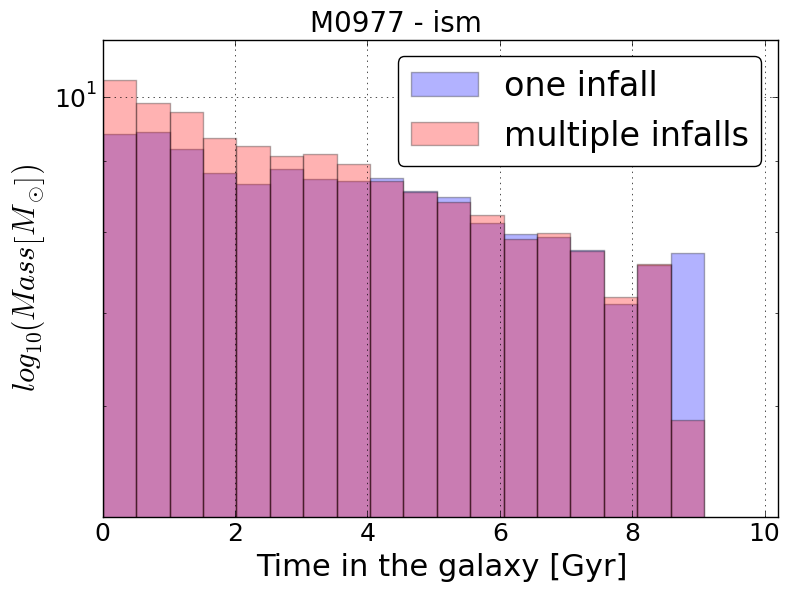 M0977 - ism
10¹
one infall
multiple infalls
log₁₀(Mass[M⊙])
0 2 4 6 8 10
Time in the galaxy [Gyr]